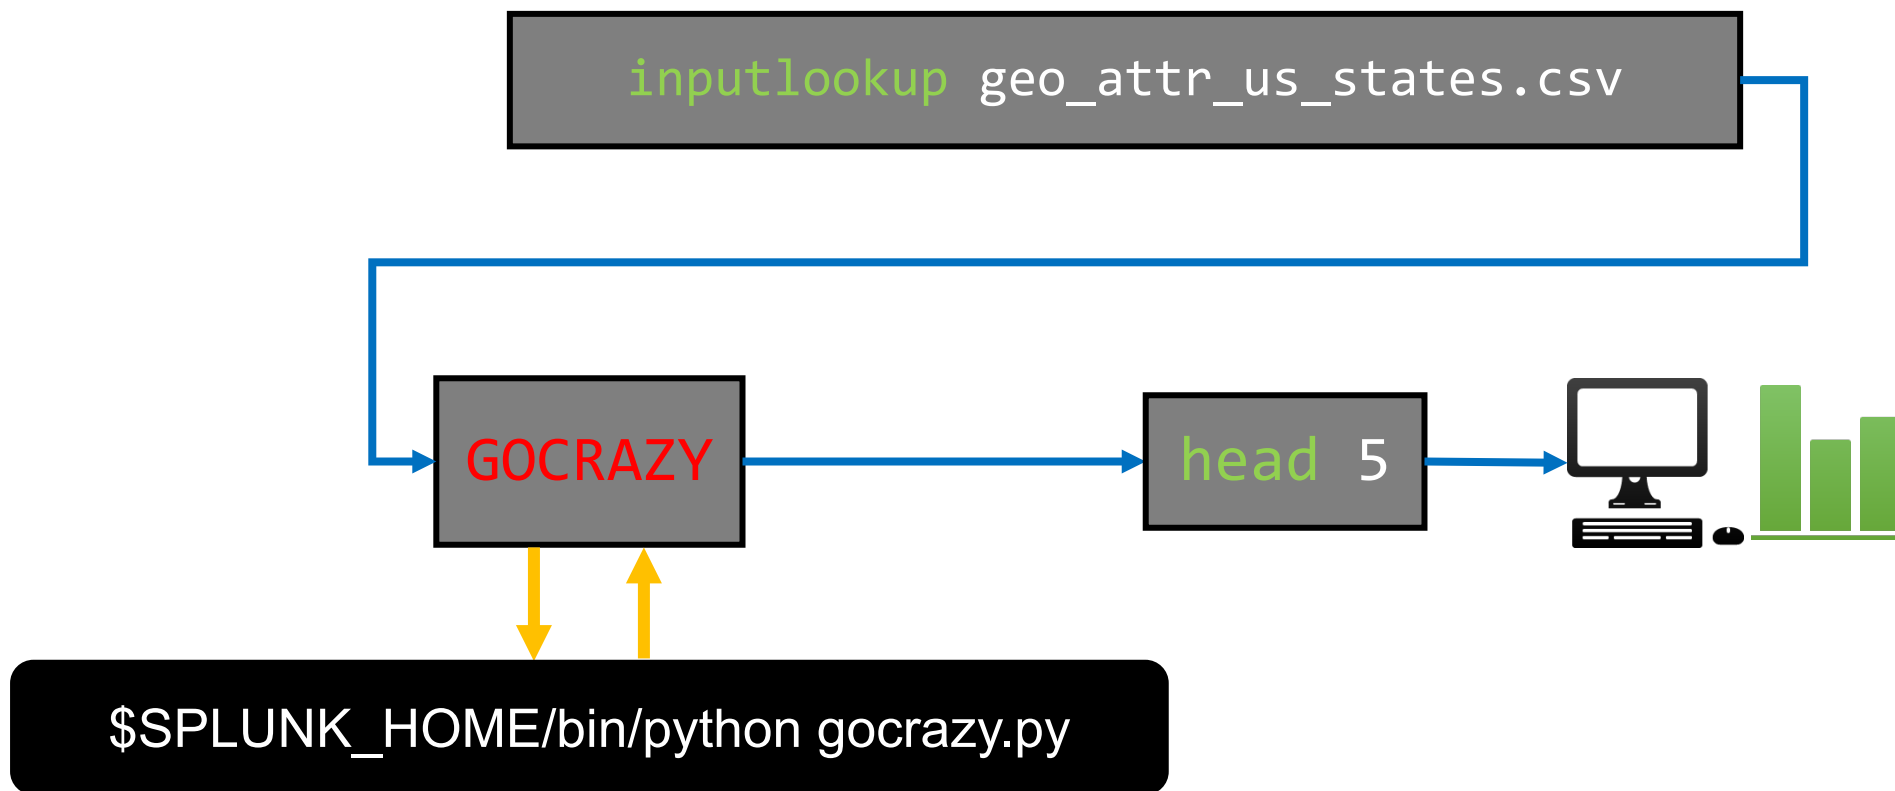 inputlookup geo_attr_us_states.csv
GOCRAZY
head 5
$SPLUNK_HOME/bin/python gocrazy.py